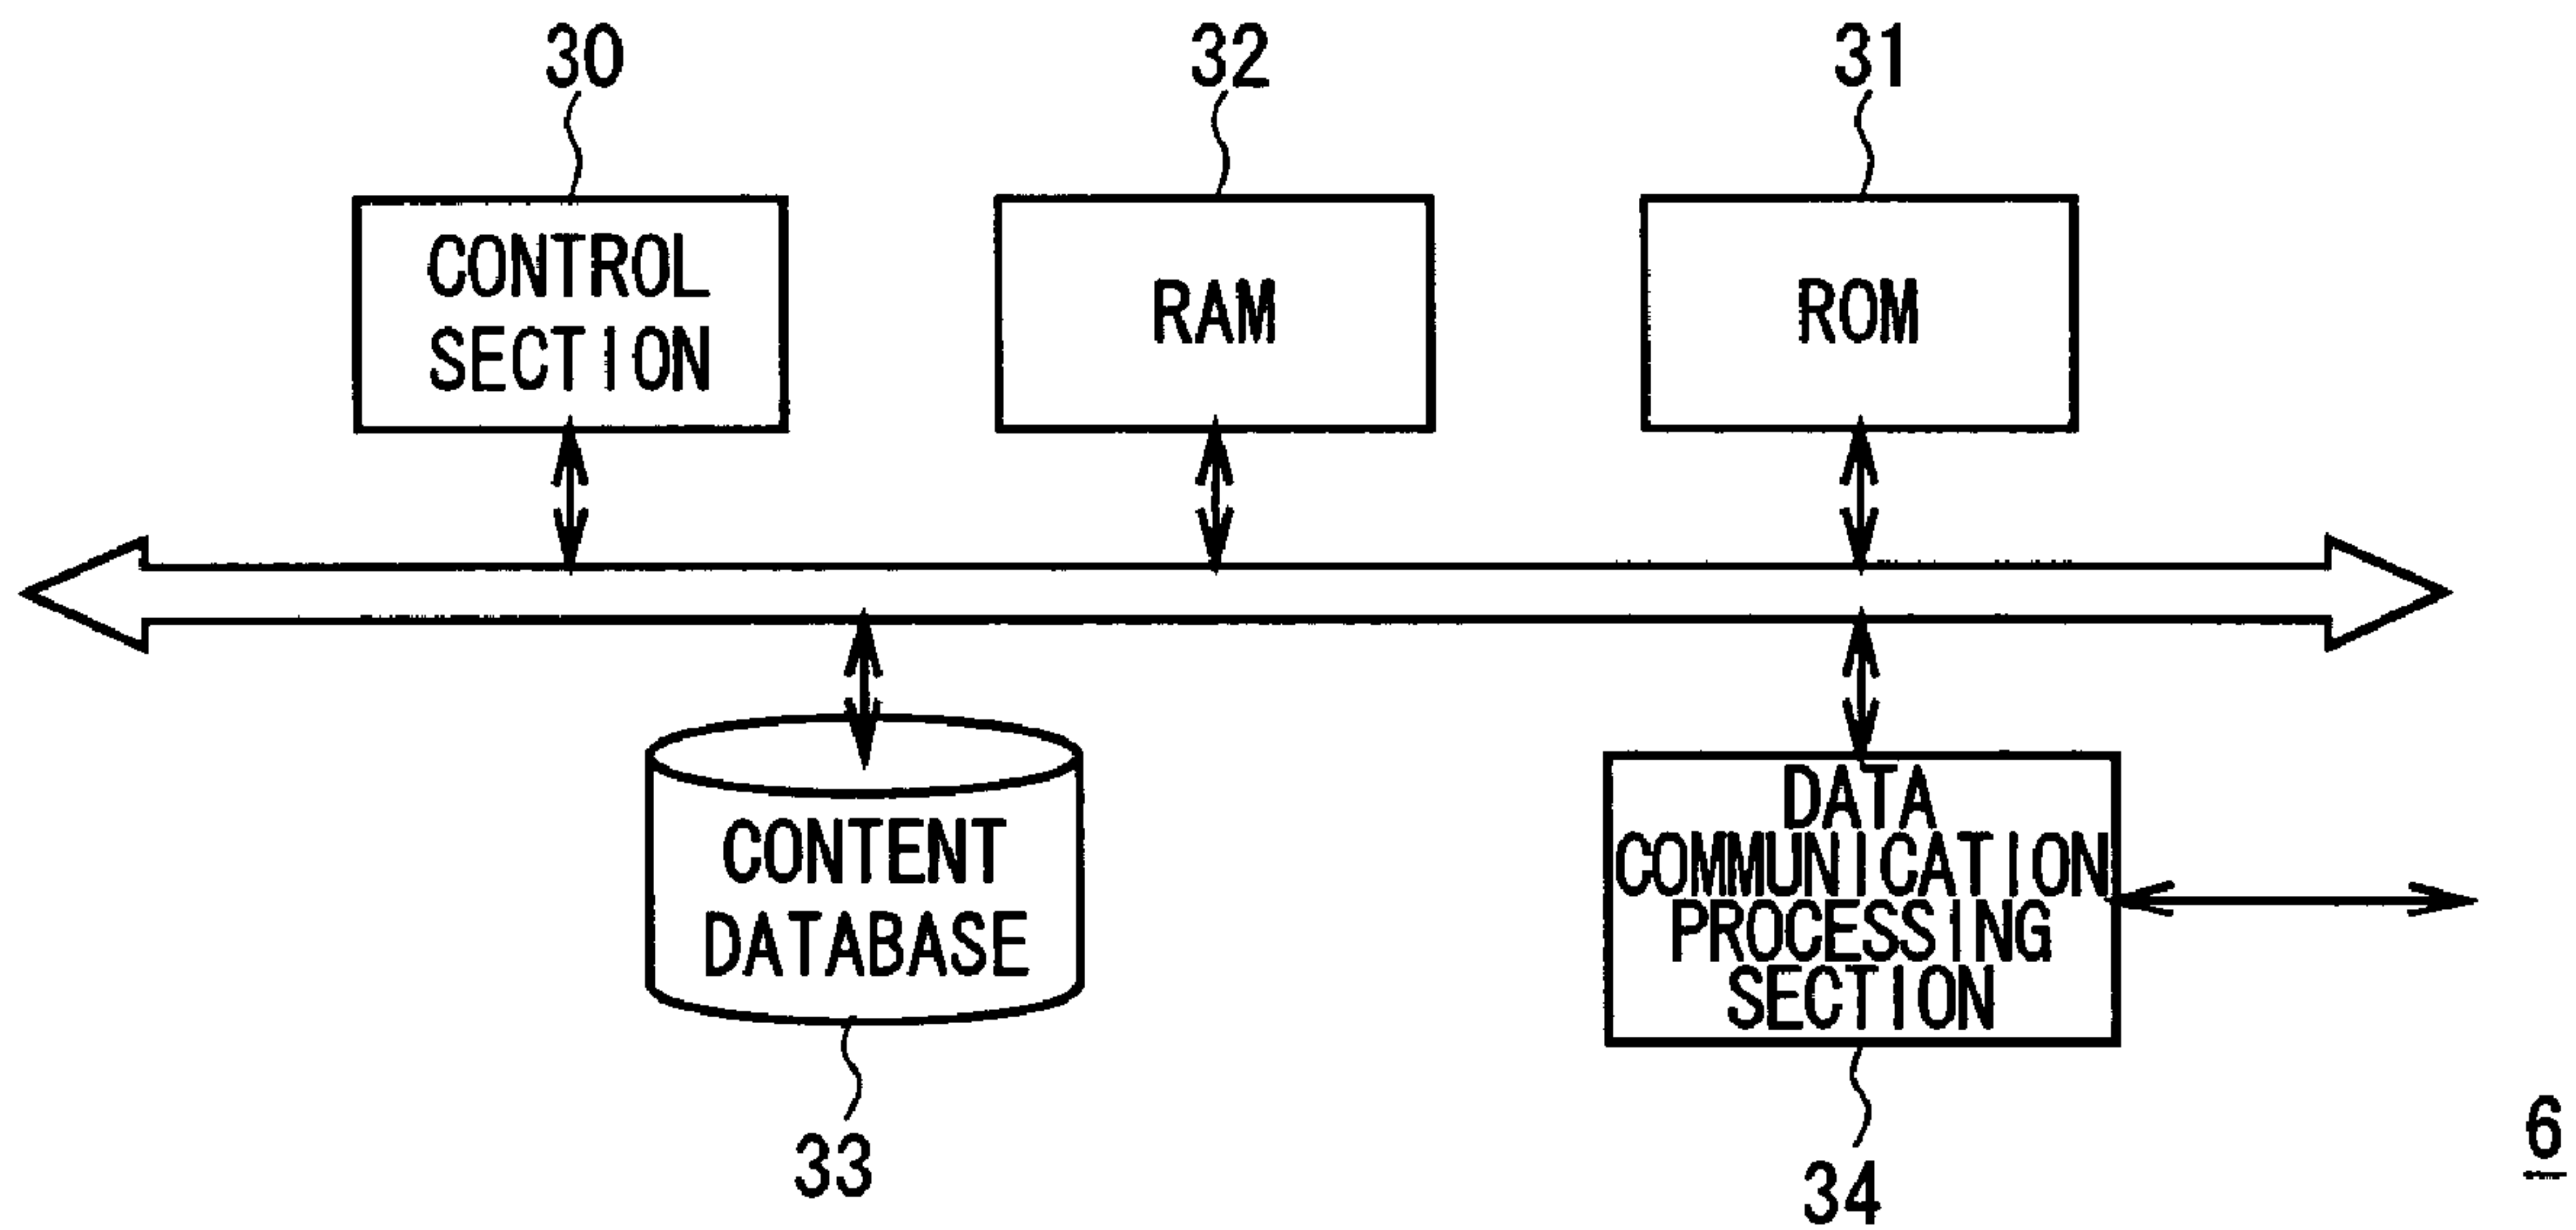 30
32
31
CONTROL
SECTION
RAM
ROM
CONTENT
DATABASE
DATA
COMMUNICATION
PROCESSING
SECTION
33
34
6